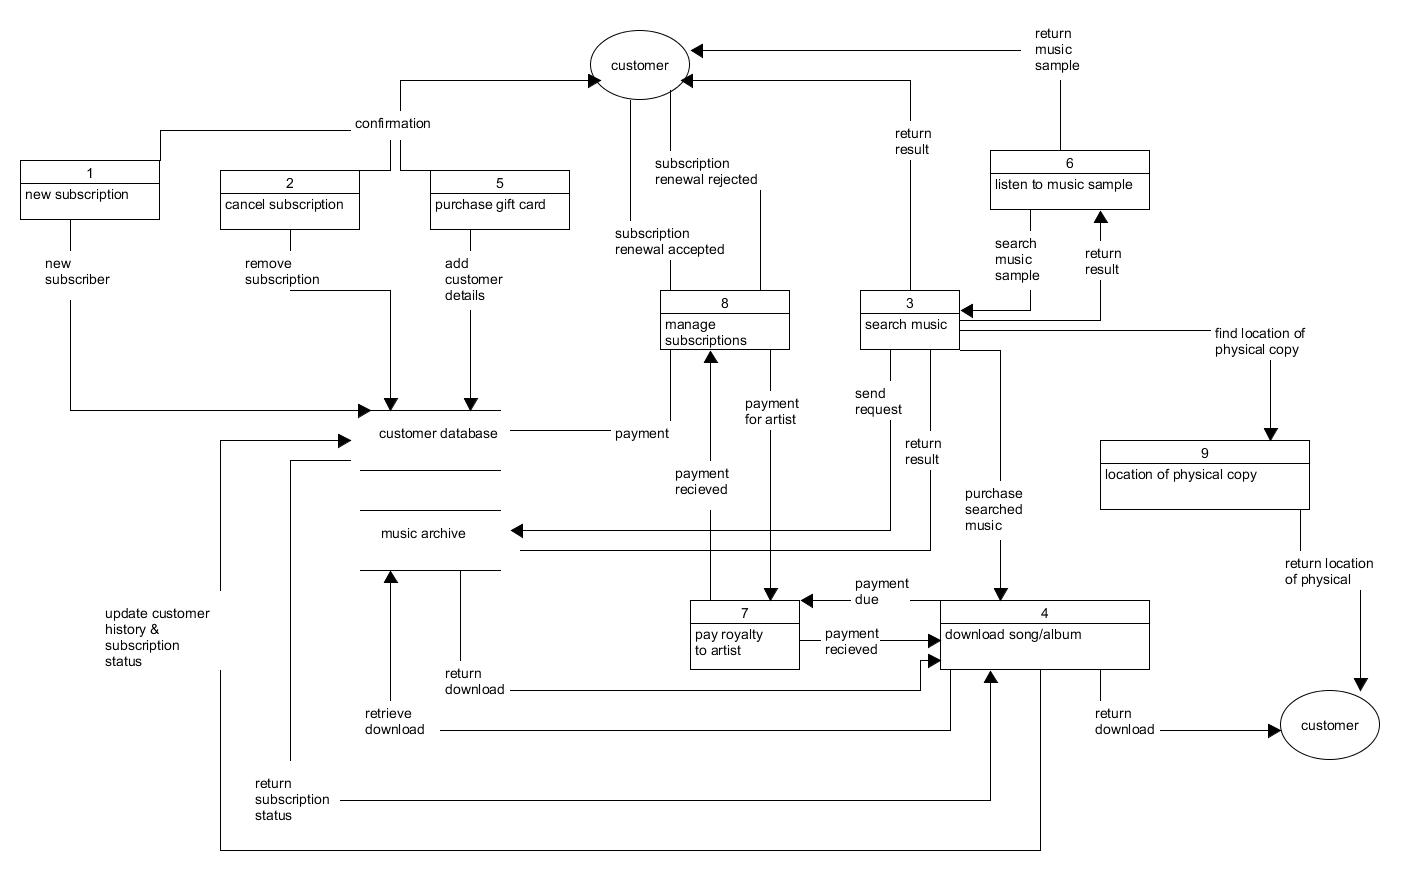 return
music
sample
customer
confirmation
return
result
subscription
renewal rejected
1
new subscription
2
cancel subscription
5
purchase gift card
6
listen to music sample
subscription
renewal accepted
new
subscriber
remove
subscription
add
customer
details
search
music
sample
return
result
8
manage
subscriptions
3
search music
find location of
physical copy
send
request
payment
for artist
return
result
customer database
payment
9
location of physical copy
payment
recieved
purchase
searched
music
music archive
return location
of physical
payment
due
update customer
history &
subscription
status
7
pay royalty
to artist
payment
recieved
4
download song/album
return
download
retrieve
download
return
download
customer
return
subscription
status